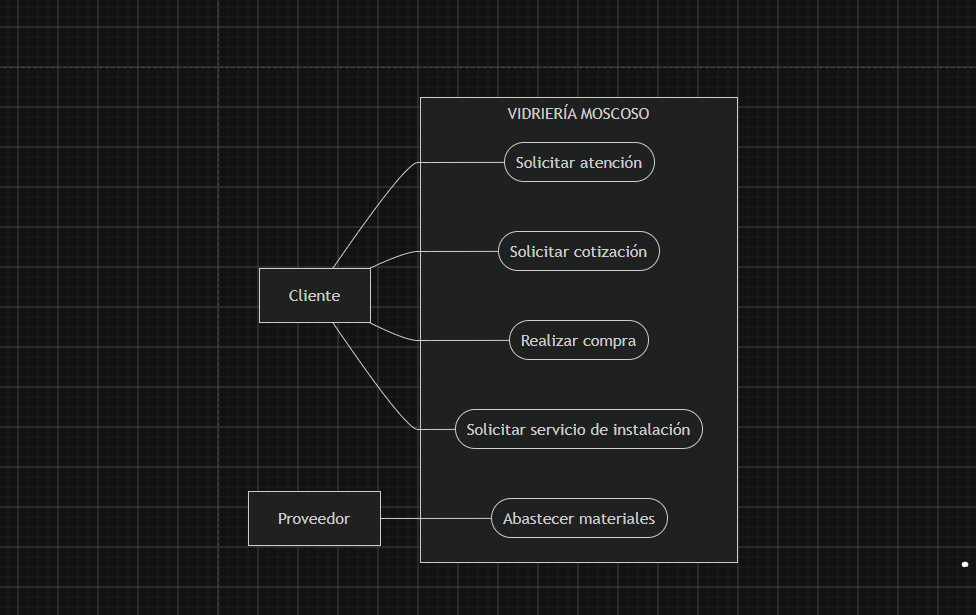 VIDRIERÍA MOSCOSO
Solicitar atención
Solicitar cotización
Cliente
Realizar compra
Solicitar servicio de instalación
Proveedor
Abastecer materiales